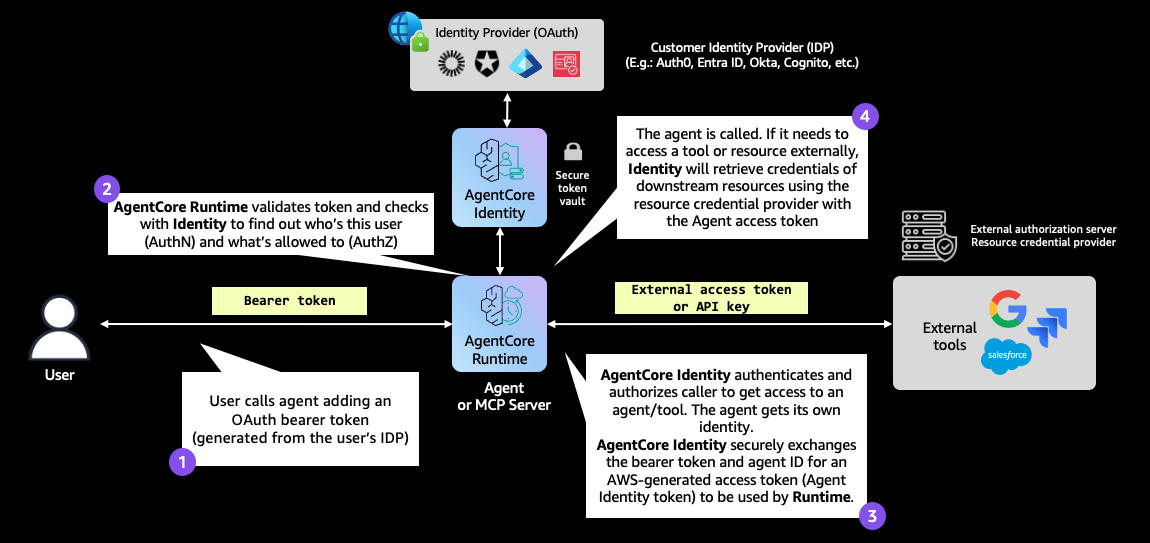 Identity Provider (OAuth)
Customer Identity Provider (IDP)
(E.g.: Auth0, Entra ID, Okta, Cognito, etc.)
4
The agent is called. If it needs to
access a tool or resource externally,
Identity will retrieve credentials of
downstream resources using the
resource credential provider with
the Agent access token
AgentCore
Identity
Secure
token
vault
2
AgentCore Runtime validates token and checks
with Identity to find out who's this user
(AuthN) and what's allowed to (AuthZ)
External authorization server
Resource credential provider
Bearer token
External access token
or API key
User
AgentCore
Runtime
Agent
or MCP Server
External
tools
salesforce
User calls agent adding an
OAuth bearer token
(generated from the user's IDP)
1
AgentCore Identity authenticates and
authorizes caller to get access to an
agent/tool. The agent gets its own
identity.
AgentCore Identity securely exchanges
the bearer token and agent ID for an
AWS-generated access token (Agent
Identity token) to be used by Runtime.
3